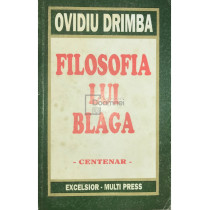 OVIDIU DRIMBA
FILOSOFIA
LUI
BLAGA
- CENTENAR -
EXCELSIOR - MULTI PRESS